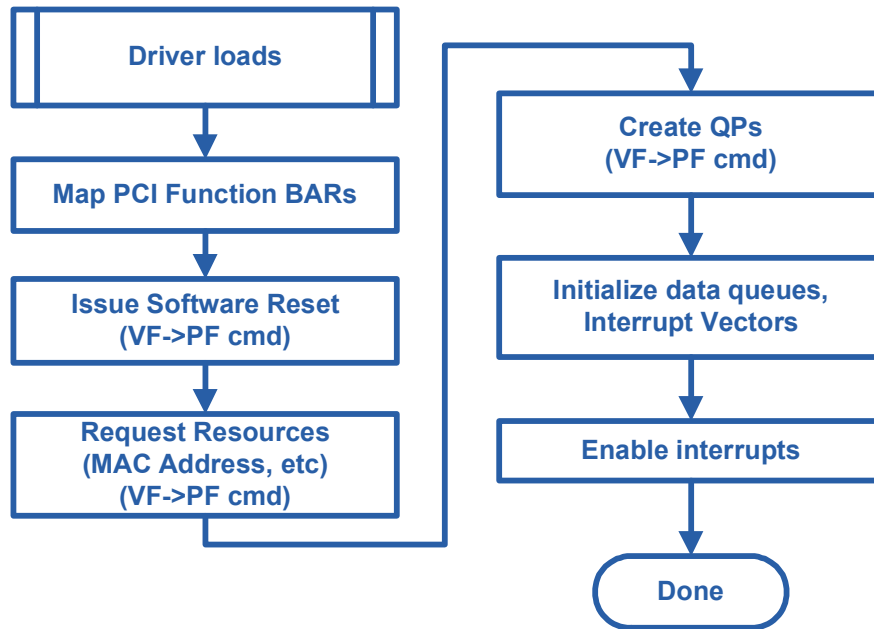 Driver loads
Map PCI Function BARs
Issue Software Reset
(VF->PF cmd)
Request Resources
(MAC Address, etc)
(VF->PF cmd)
Create QPs
(VF->PF cmd)
Initialize data queues,
Interrupt Vectors
Enable interrupts
Done